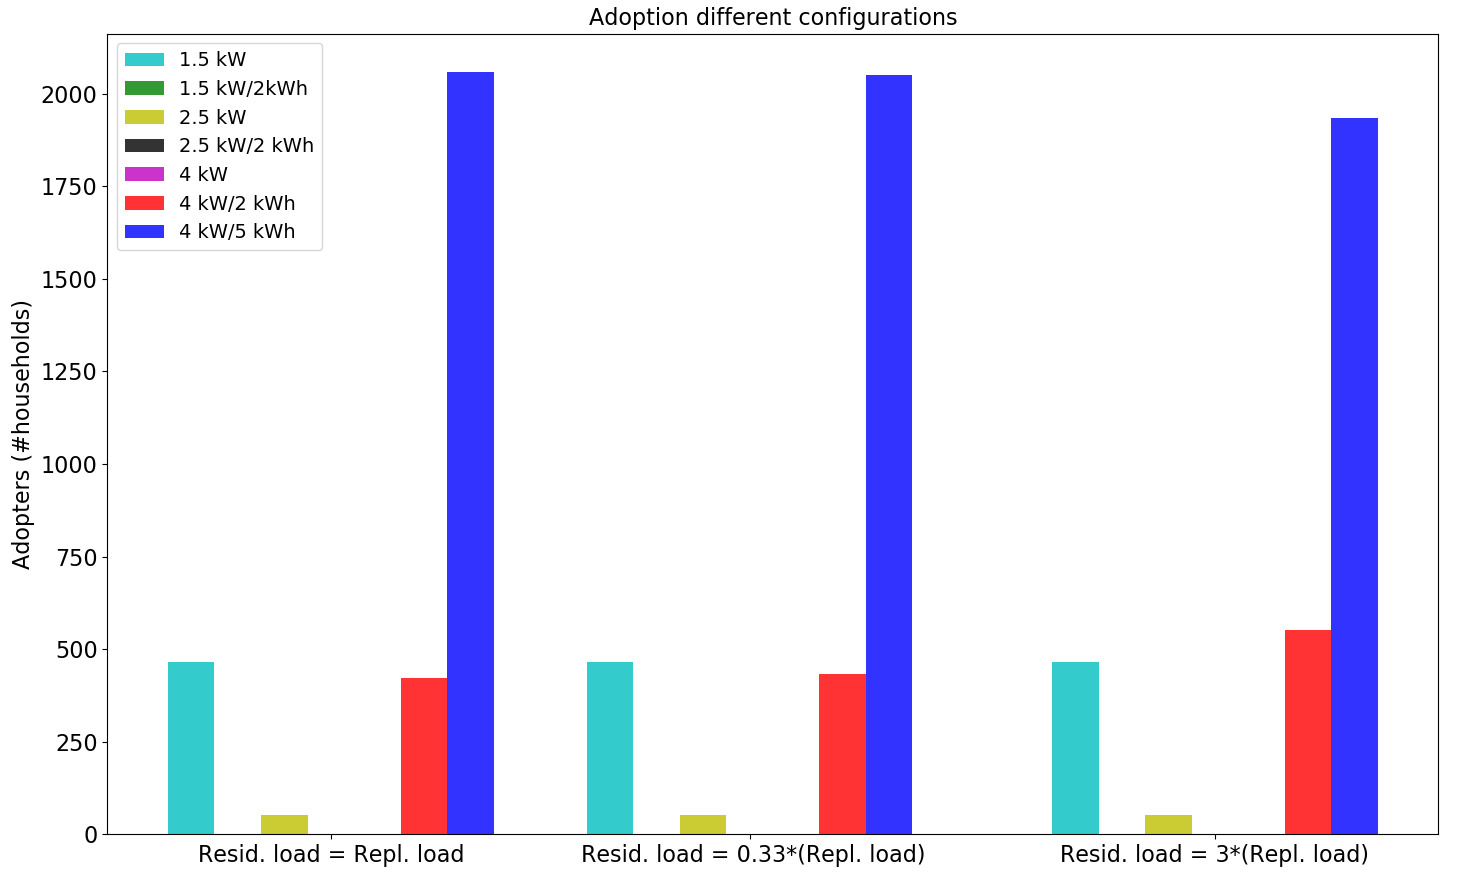 Adoption different configurations
1.5 kW
1.5 kW/2kWh
2.5 kW
2.5 kW/2 kWh
4 kW
4 kW/2 kWh
4 kW/5 kWh
Adopters (#households)
2000
1750
1500
1250
1000
750
500
250
0
Resid. load = Repl. load
Resid. load = 0.33*(Repl. load)
Resid. load = 3*(Repl. load)